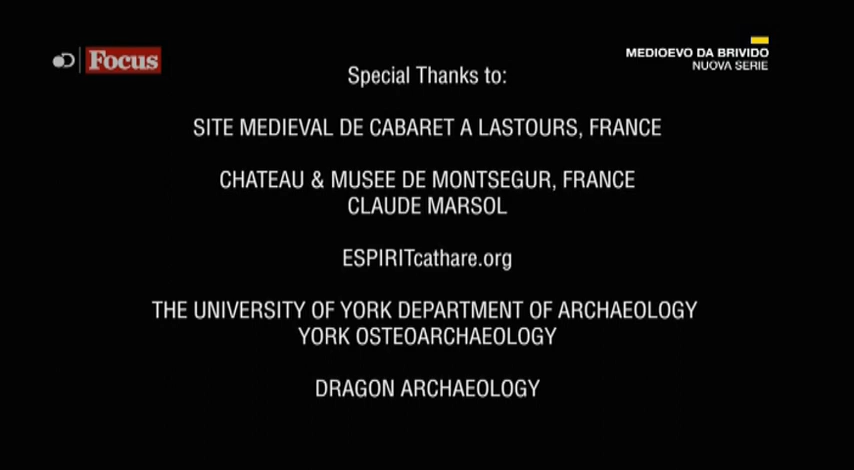 Focus
MEDIOEVO DA BRIVIDO
NUOVA SERIE
Special Thanks to:
SITE MEDIEVAL DE CABARET A LASTOURS, FRANCE
CHATEAU & MUSEE DE MONTSEGUR, FRANCE
CLAUDE MARSOL
ESPIRITcathare.org
THE UNIVERSITY OF YORK DEPARTMENT OF ARCHAEOLOGY
YORK OSTEOARCHAEOLOGY
DRAGON ARCHAEOLOGY